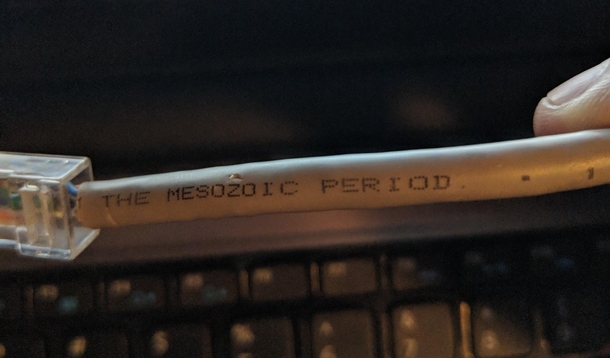 THE MESOZOIC PERIOD.